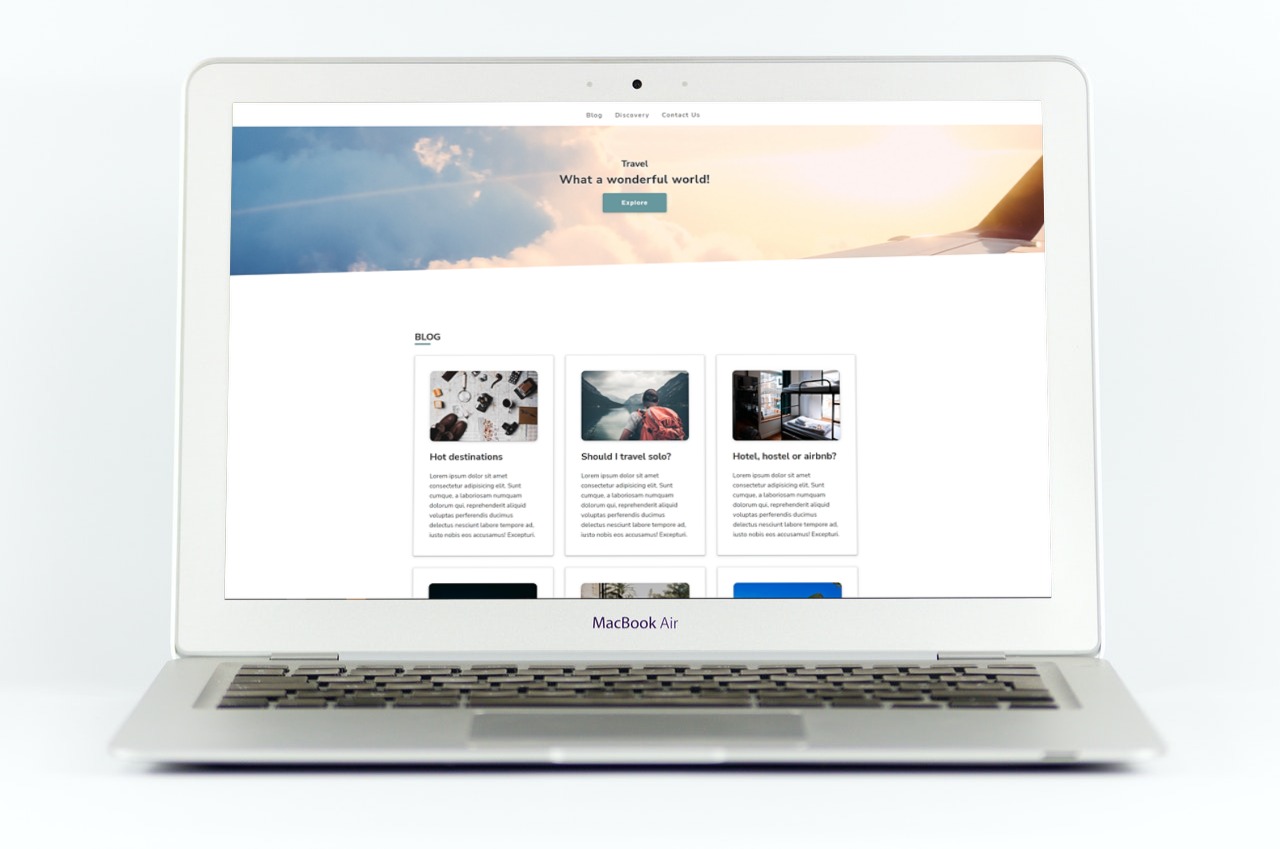 Blog Discovery Contact Us
Travel
What a wonderful world!
Explore
BLOG
Hot destinations
Lorem ipsum dolor sit amet
consectetur adipisicing elit. Sunt
cumque, a laboriosam numquam
dolorum qui, reprehenderit aliquid
voluptas perferendis ducimus
delectus nesciunt labore tempore ad,
iusto nobis eos accusamus! Excepturi.
Should I travel solo?
Lorem ipsum dolor sit amet
consectetur adipisicing elit. Sunt
cumque, a laboriosam numquam
dolorum qui, reprehenderit aliquid
voluptas perferendis ducimus
delectus nesciunt labore tempore ad,
iusto nobis eos accusamus! Excepturi.
Hotel, hostel or airbnb?
Lorem ipsum dolor sit amet
consectetur adipisicing elit. Sunt
cumque, a laboriosam numquam
dolorum qui, reprehenderit aliquid
voluptas perferendis ducimus
delectus nesciunt labore tempore ad,
iusto nobis eos accusamus! Excepturi.
MacBook Air